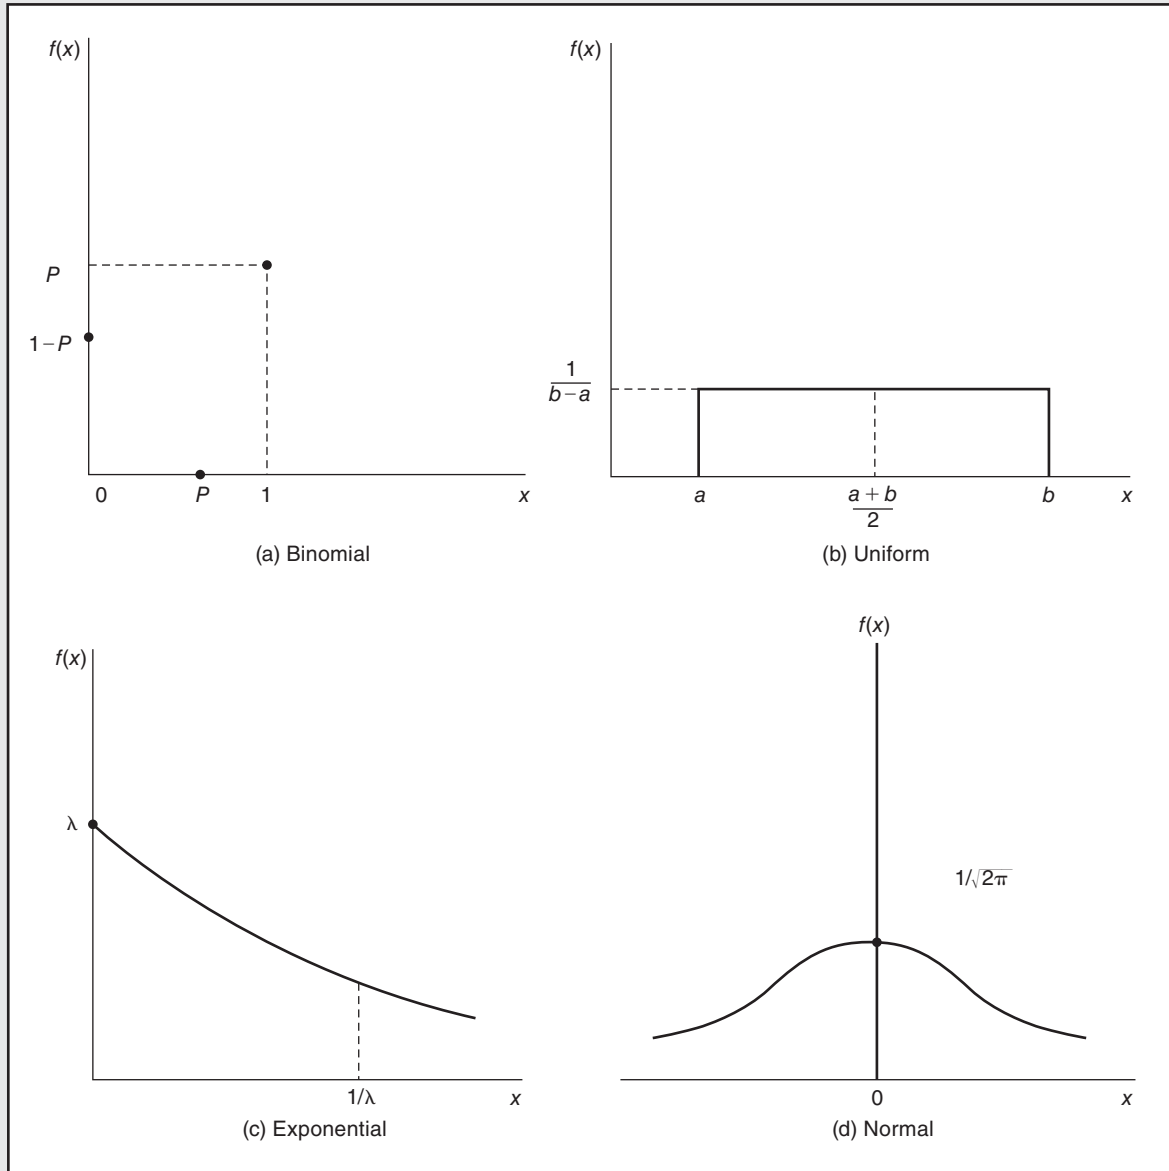 f(x)
P
1−P
0 P 1 x
(a) Binomial
f(x)
1
b−a
a a + b b x
2
(b) Uniform
f(x)
λ
1/λ x
(c) Exponential
f(x)
1/√2π
0 x
(d) Normal